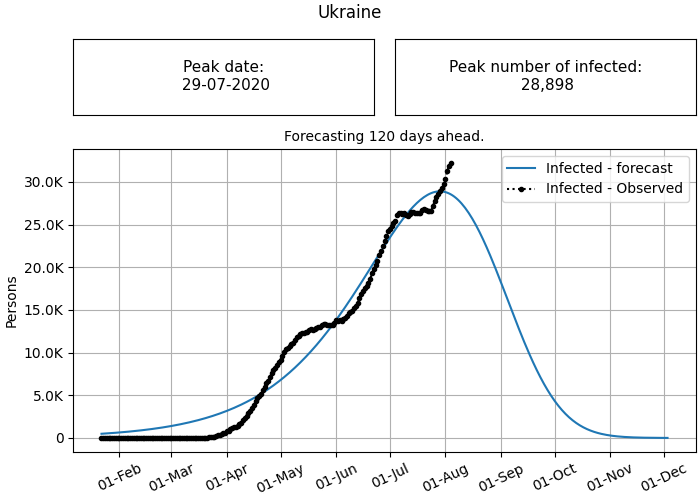 Ukraine
Peak date:
29-07-2020
Peak number of infected:
28,898
Forecasting 120 days ahead.
Infected - forecast
Infected - Observed
Persons
30.0K
25.0K
20.0K
15.0K
10.0K
5.0K
0
01-Feb
01-Mar
01-Apr
01-May
01-Jun
01-Jul
01-Aug
01-Sep
01-Oct
01-Nov
01-Dec